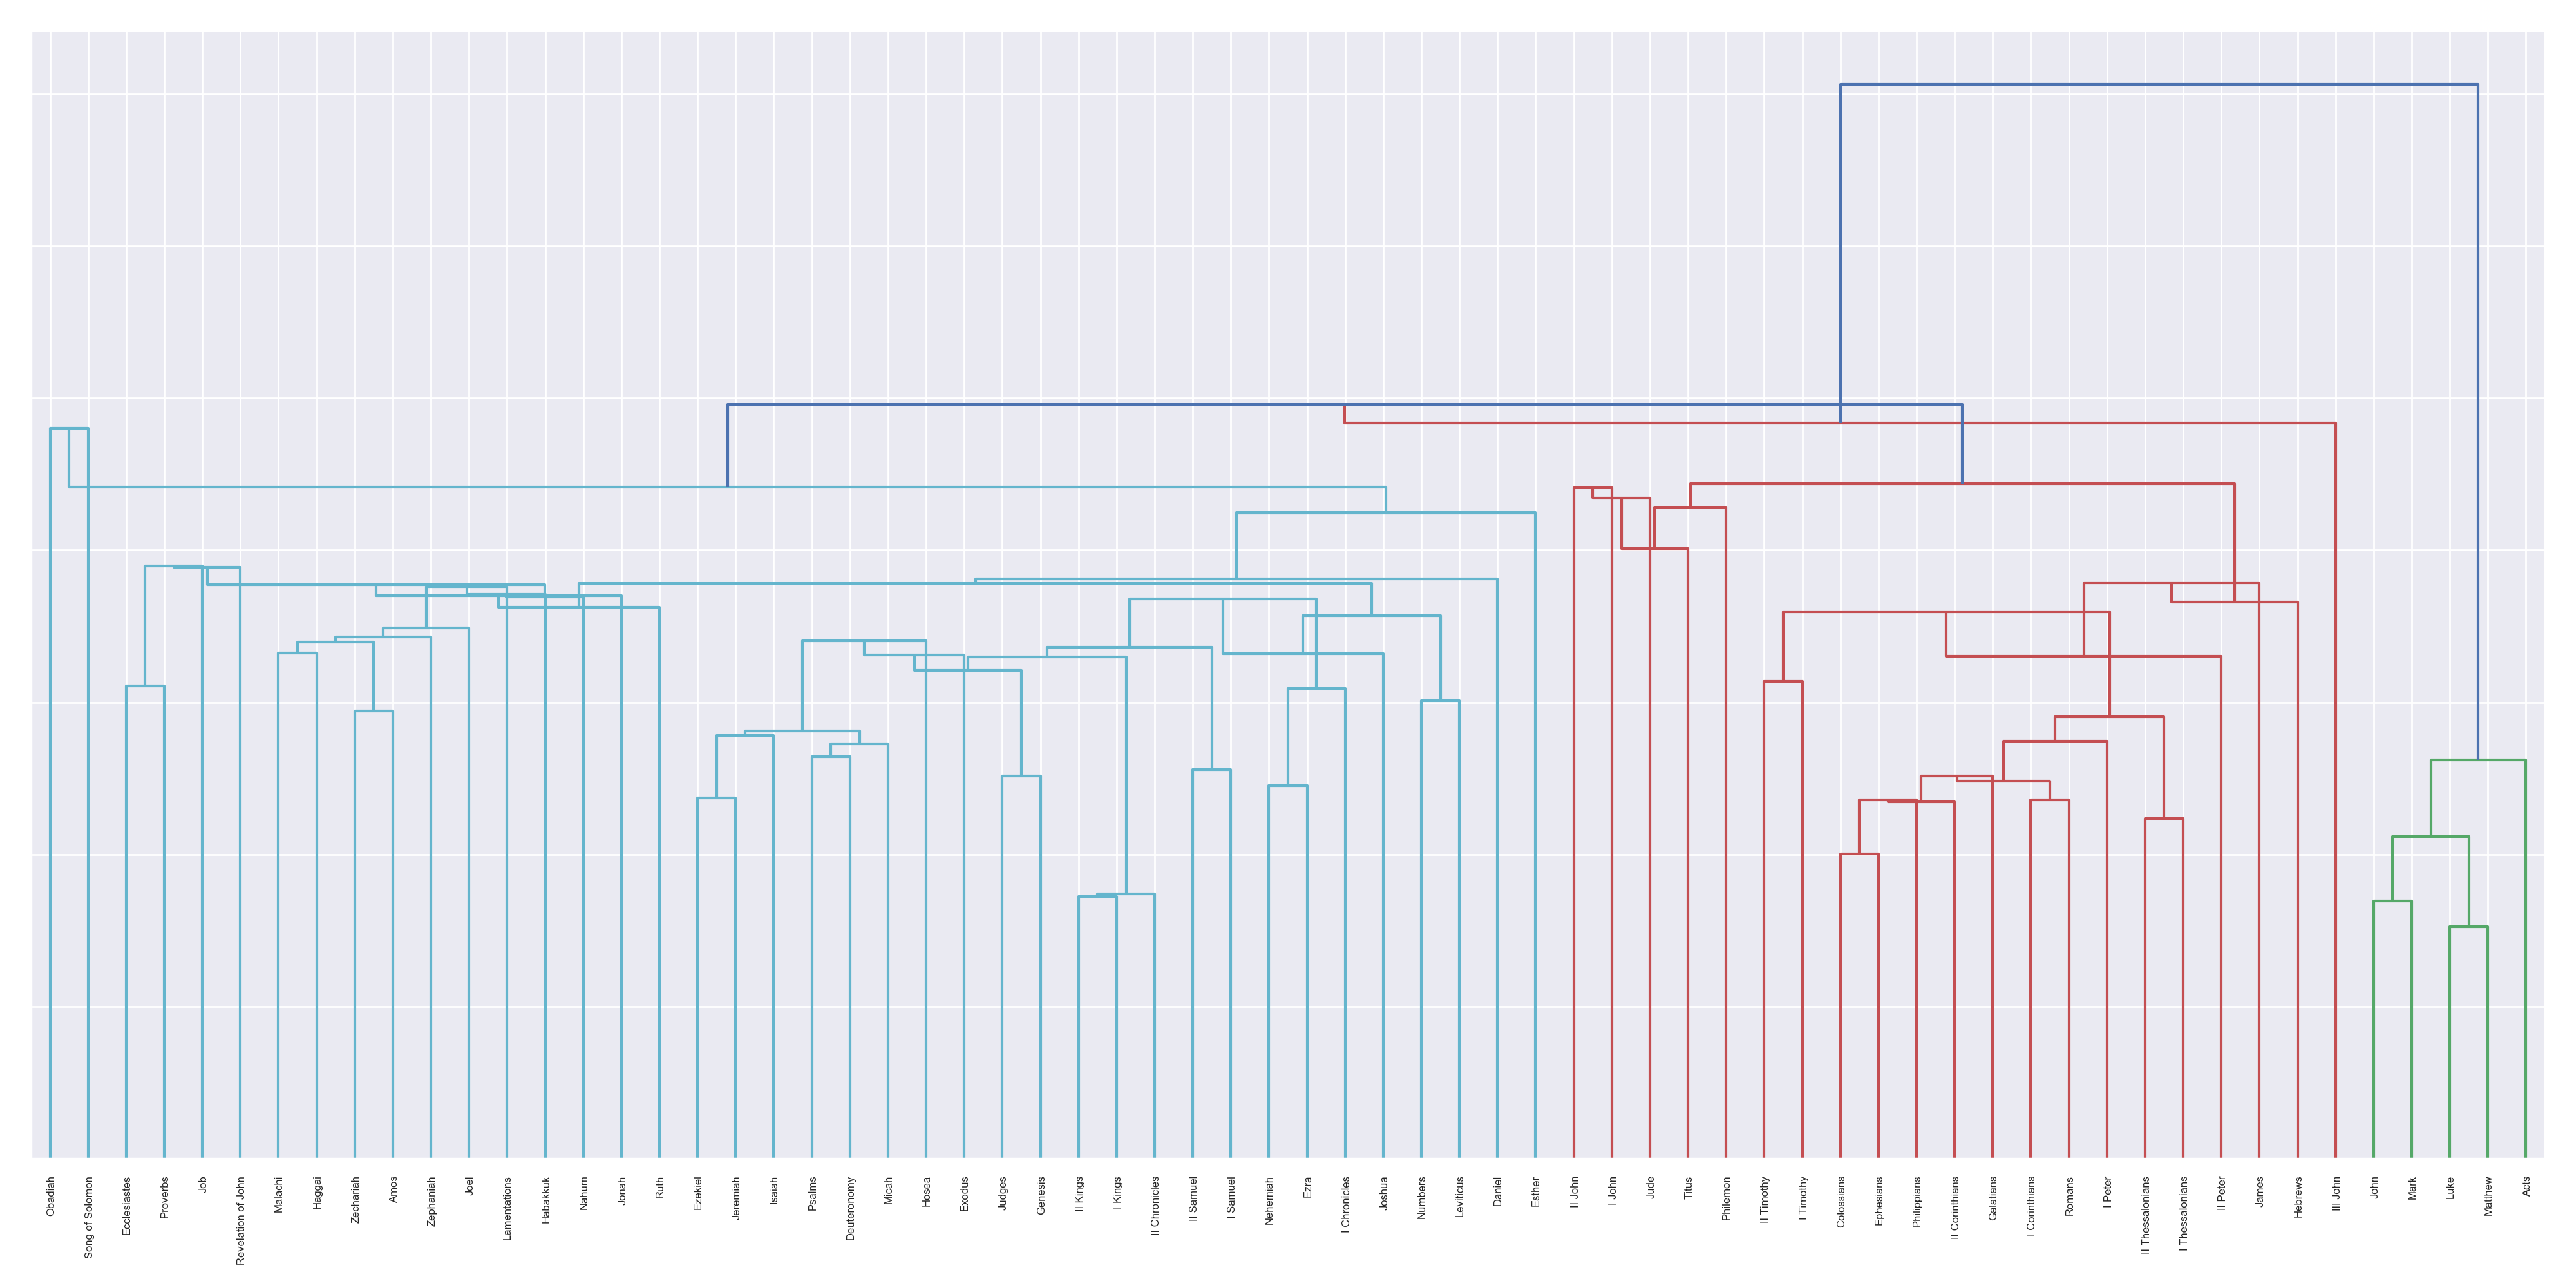 Obadiah
Song of Solomon
Ecclesiastes
Proverbs
Job
Revelation of John
Malachi
Haggai
Zechariah
Amos
Zephaniah
Joel
Lamentations
Habakkuk
Nahum
Jonah
Ruth
Ezekiel
Jeremiah
Isaiah
Psalms
Deuteronomy
Micah
Hosea
Exodus
Judges
Genesis
II Kings
I Kings
II Chronicles
II Samuel
I Samuel
Nehemiah
Ezra
I Chronicles
Joshua
Numbers
Leviticus
Daniel
Esther
II John
I John
Jude
Titus
Philemon
II Timothy
I Timothy
Colossians
Ephesians
Philippians
II Corinthians
Galatians
I Corinthians
Romans
I Peter
II Thessalonians
I Thessalonians
II Peter
James
Hebrews
III John
John
Mark
Luke
Matthew
Acts